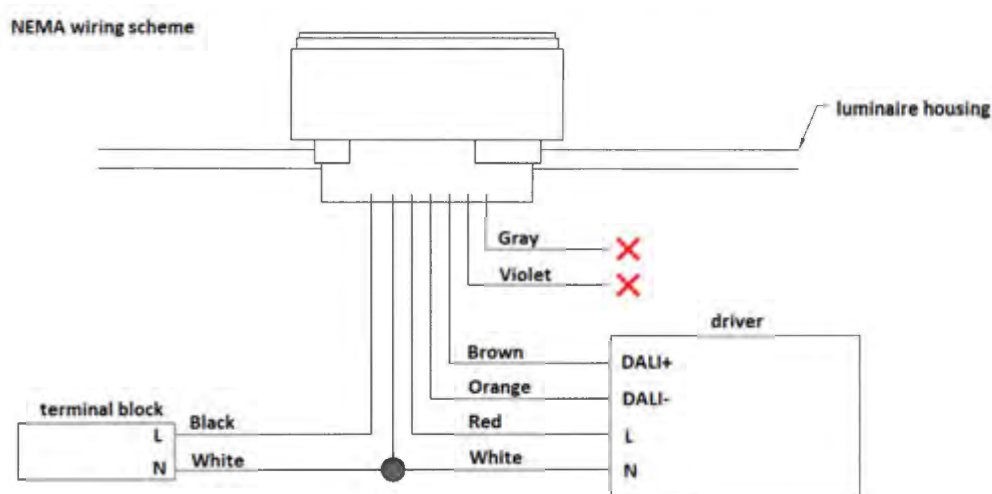 NEMA wiring scheme
luminaire housing
Gray
Violet
driver
Brown
DALI+
Orange
DALI-
terminal block
L
Black
Red
L
N
White
White
N